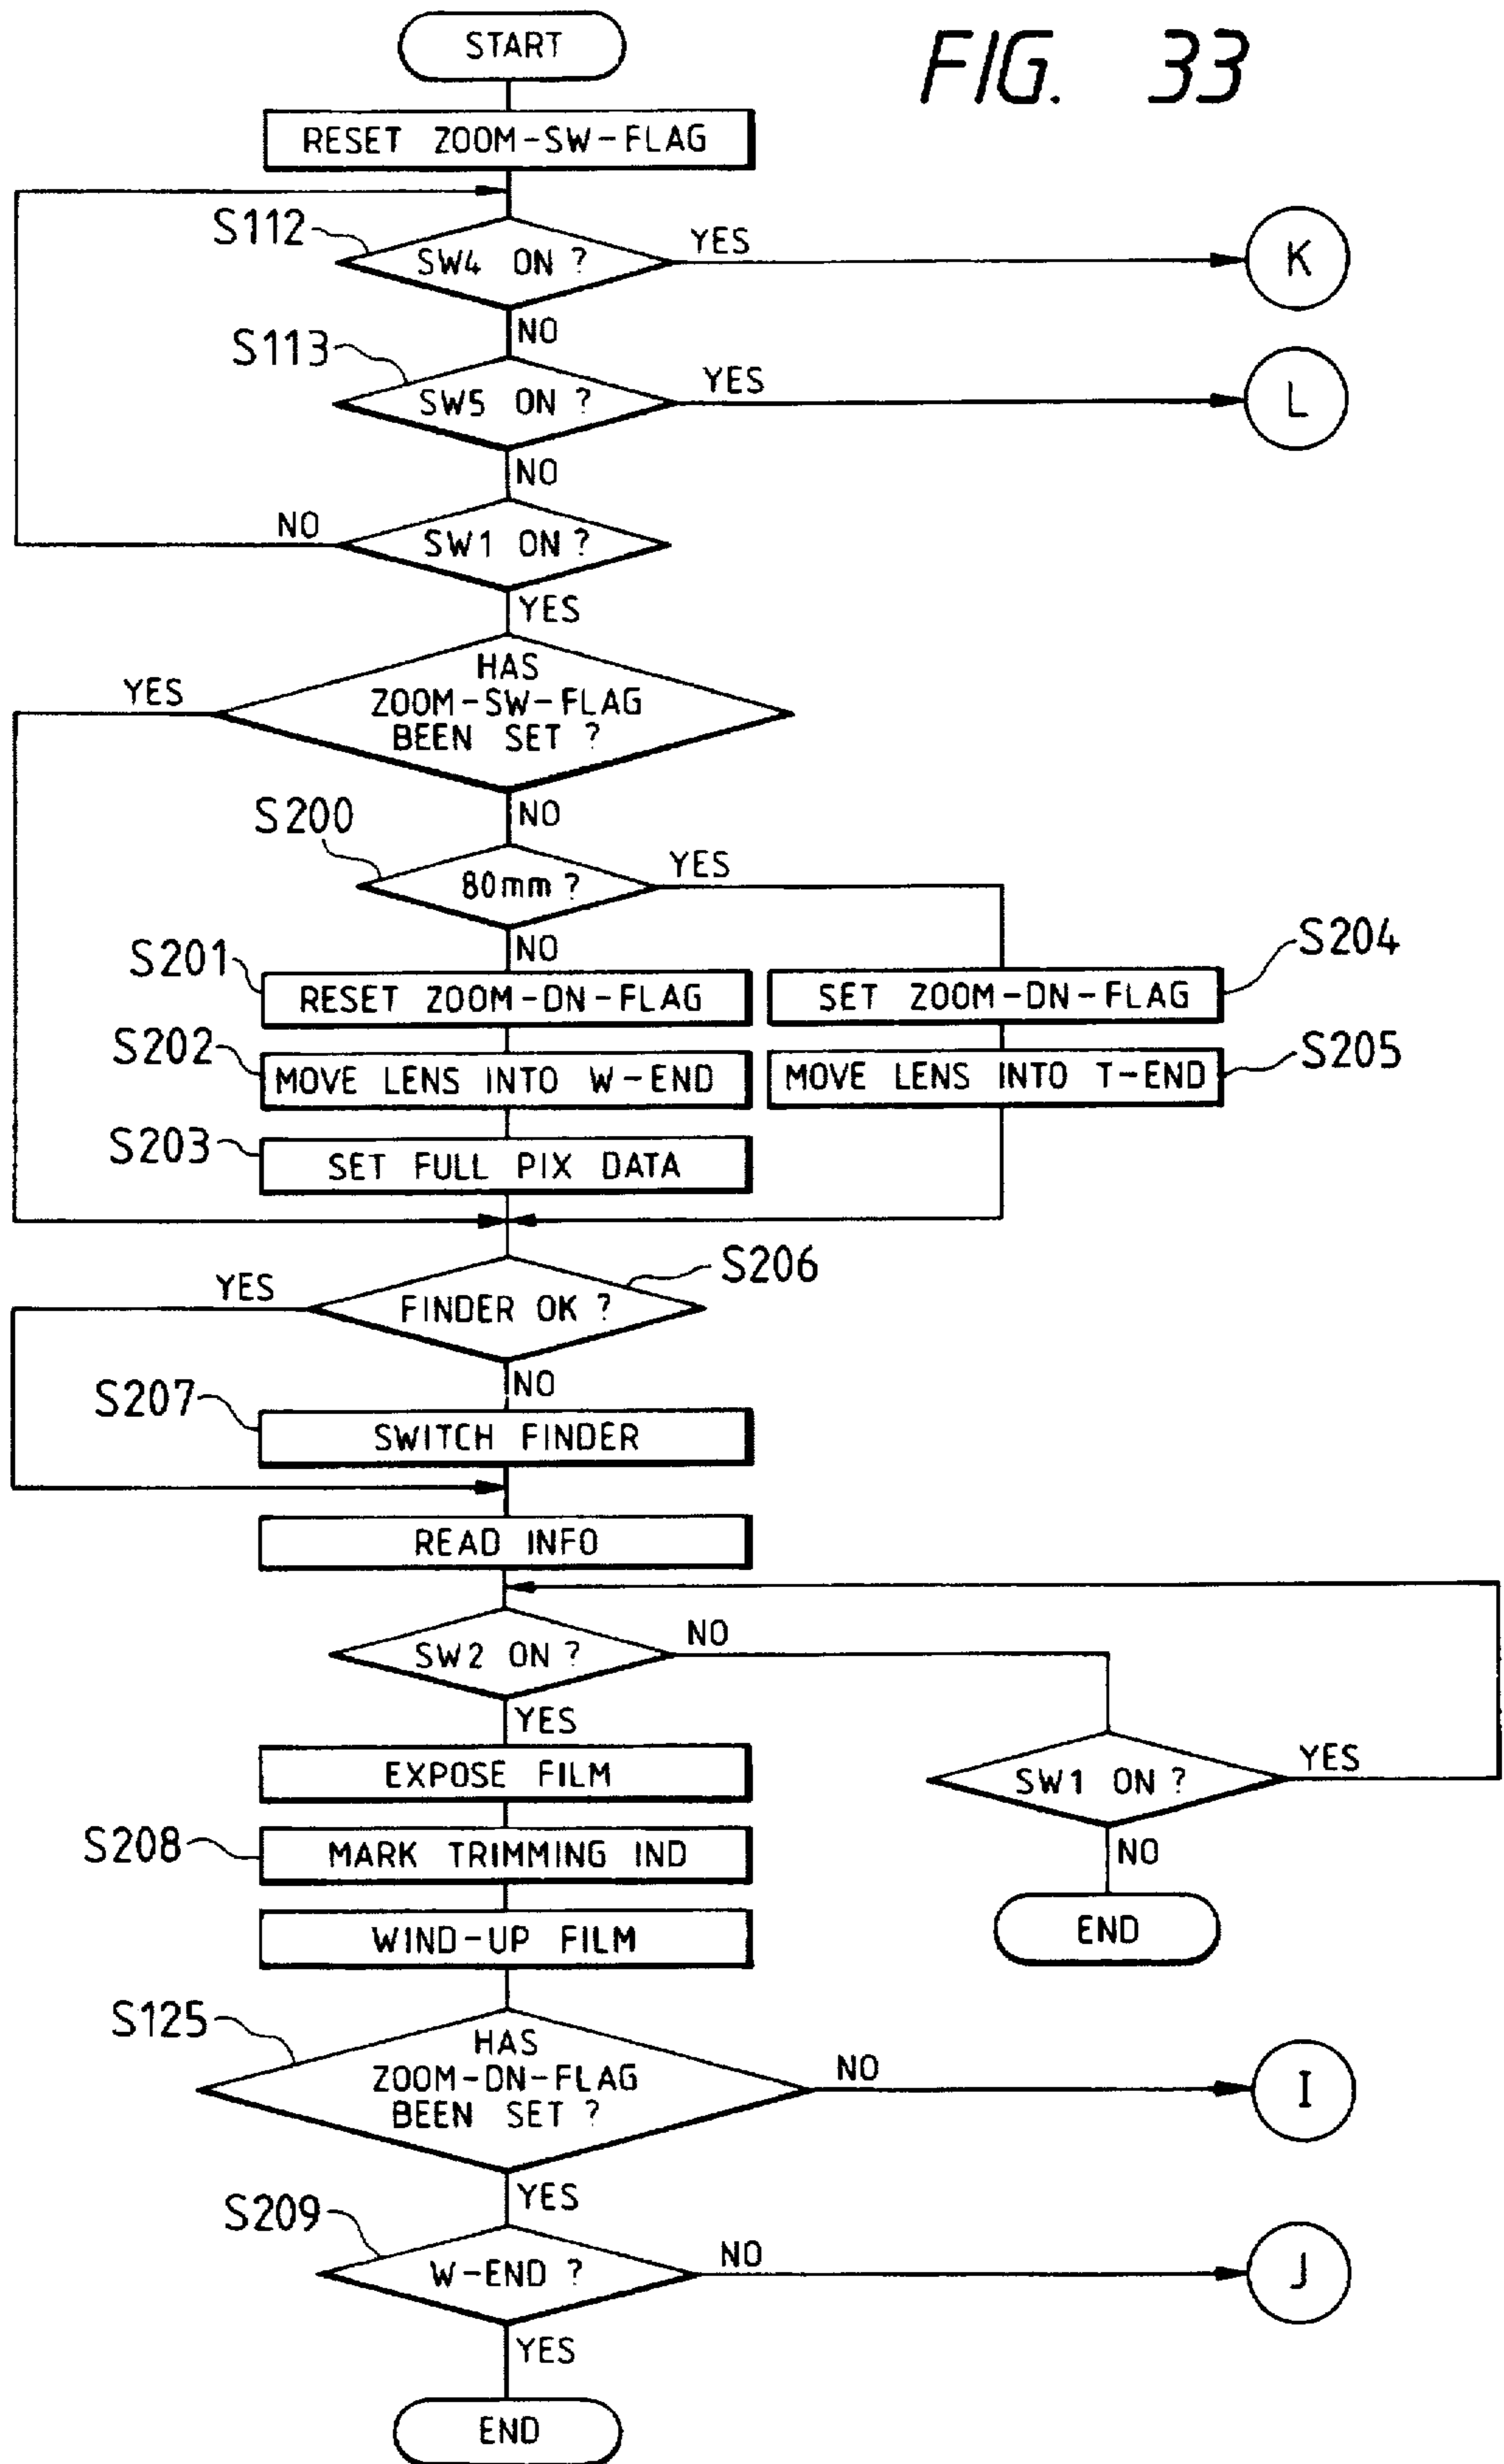 START
FIG. 33
RESET ZOOM-SW-FLAG
S112
SW4 ON ?
YES
K
NO
S113
SW5 ON ?
YES
L
NO
NO
SW1 ON ?
YES
HAS
ZOOM-SW-FLAG
BEEN SET ?
YES
NO
S200
80mm ?
YES
NO
S201
RESET ZOOM-DN-FLAG
SET ZOOM-DN-FLAG
S204
S202
MOVE LENS INTO W-END
MOVE LENS INTO T-END
S205
S203
SET FULL PIX DATA
YES
FINDER OK ?
S206
NO
S207
SWITCH FINDER
READ INFO
SW2 ON ?
NO
YES
EXPOSE FILM
SW1 ON ?
YES
S208
MARK TRIMMING IND
NO
WIND-UP FILM
END
S125
HAS
ZOOM-DN-FLAG
BEEN SET ?
NO
I
YES
S209
W-END ?
NO
J
YES
END